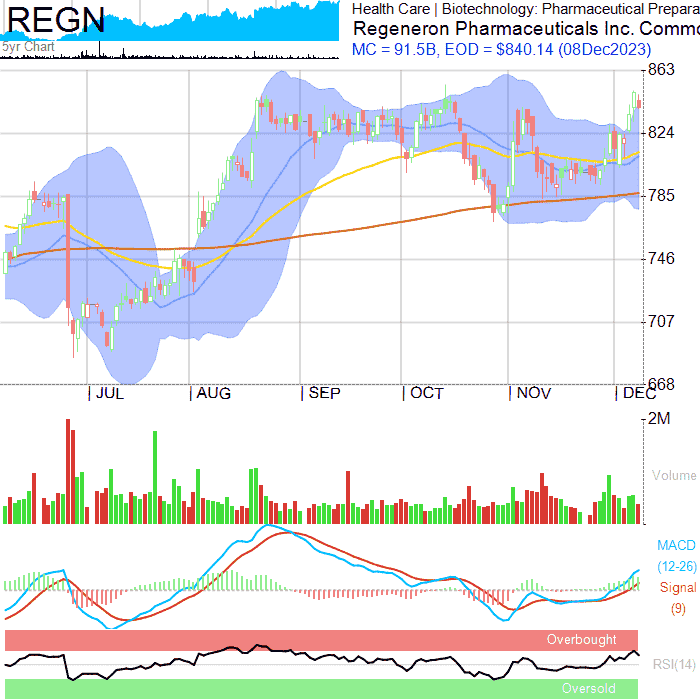 REGN
5yr Chart
Health Care | Biotechnology: Pharmaceutical Prepara
Regeneron Pharmaceuticals Inc. Commo
MC = 91.5B, EOD = $840.14 (08Dec2023)
863
824
785
746
707
668
JUL AUG SEP OCT NOV DEC
2M
Volume
MACD
(12-26)
Signal
(9)
Overbought
RSI(14)
Oversold